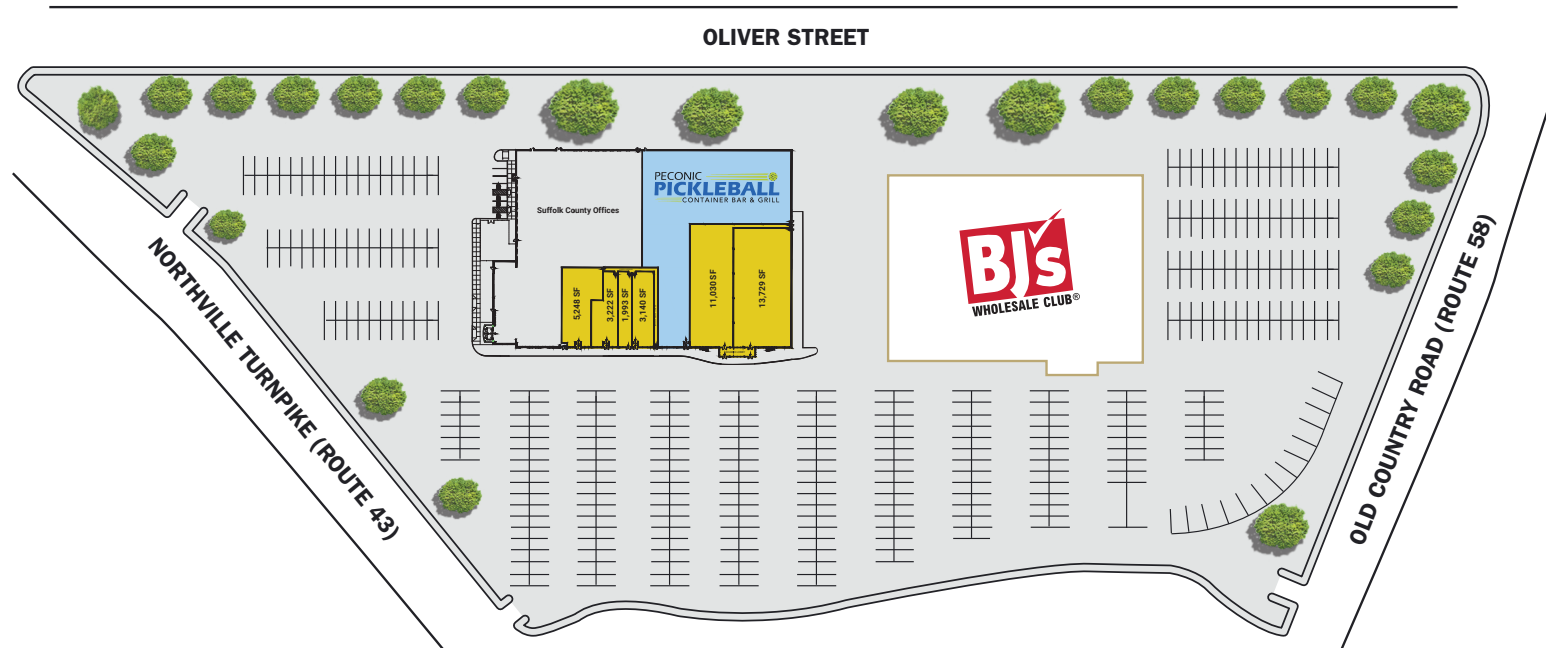 OLIVER STREET
PECONIC
PICKLEBALL
CONTAINER BAR & GRILL
Suffolk County Offices
5,248 SF
3,222 SF
1,993 SF
3,140 SF
11,030 SF
13,729 SF
BJ's
WHOLESALE CLUB®
NORTHVILLE TURNPIKE (ROUTE 43)
OLD COUNTRY ROAD (ROUTE 58)